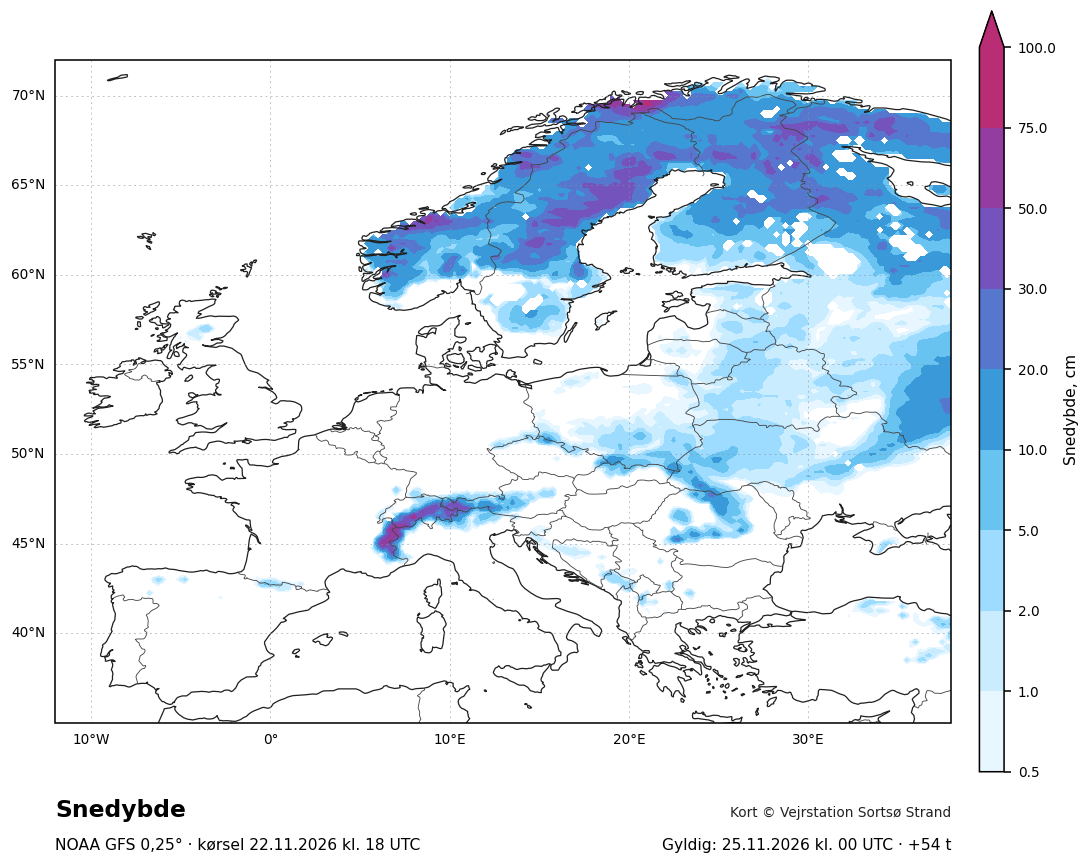 70°N
65°N
60°N
55°N
50°N
45°N
40°N
10°W
0°
10°E
20°E
30°E
100.0
75.0
50.0
30.0
20.0
10.0
5.0
2.0
1.0
0.5
Snedybde, cm
Snedybde
Kort © Vejrstation Sortsø Strand
NOAA GFS 0,25° · kørsel 22.11.2026 kl. 18 UTC
Gyldig: 25.11.2026 kl. 00 UTC · +54 t